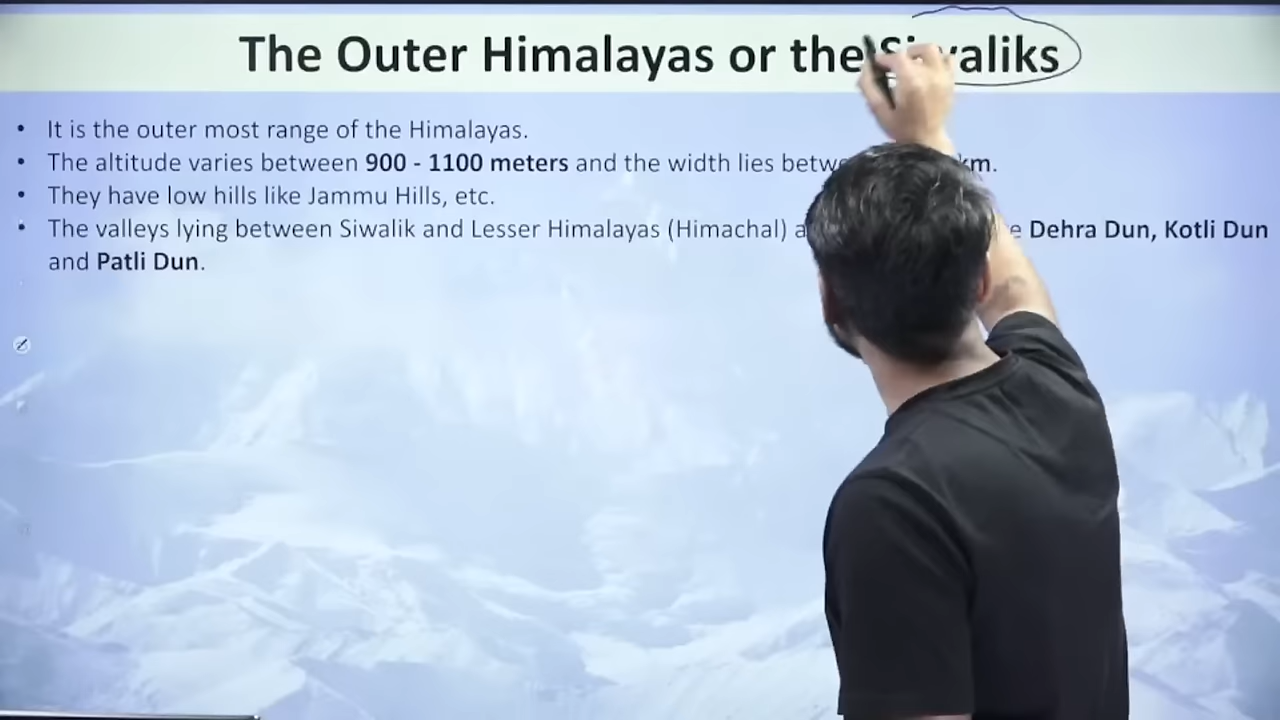 The Outer Himalayas or the Siwaliks
• It is the outer most range of the Himalayas.
• The altitude varies between 900 - 1100 meters and the width lies km.
• They have low hills like Jammu Hills, etc.
• The valleys lying between Siwalik and Lesser Himalayas (Himachal) Dehra Dun, Kotli Dun
and Patli Dun.